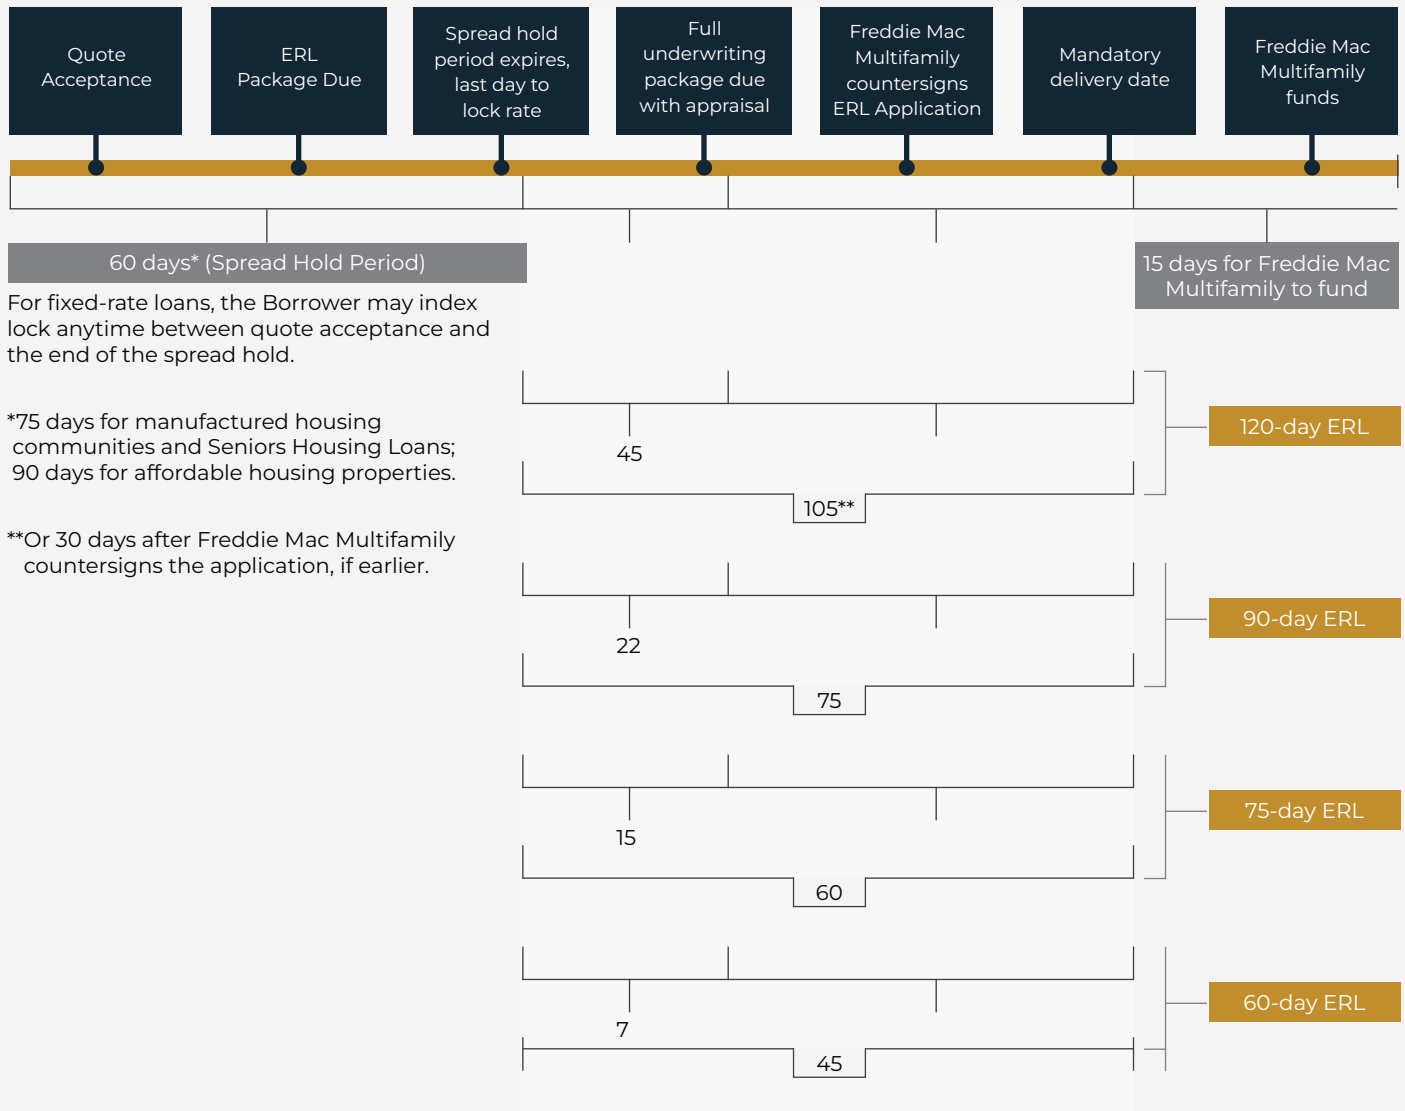 Quote
Acceptance
ERL
Package Due
Spread hold
period expires,
last day to
lock rate
Full
underwriting
package due
with appraisal
Freddie Mac
Multifamily
countersigns
ERL Application
Mandatory
delivery date
Freddie Mac
Multifamily
funds
60 days* (Spread Hold Period)
15 days for Freddie Mac
Multifamily to fund
For fixed-rate loans, the Borrower may index
lock anytime between quote acceptance and
the end of the spread hold.
*75 days for manufactured housing
communities and Seniors Housing Loans;
90 days for affordable housing properties.
**Or 30 days after Freddie Mac Multifamily
countersigns the application, if earlier.
45
105**
120-day ERL
22
75
90-day ERL
15
60
75-day ERL
7
45
60-day ERL